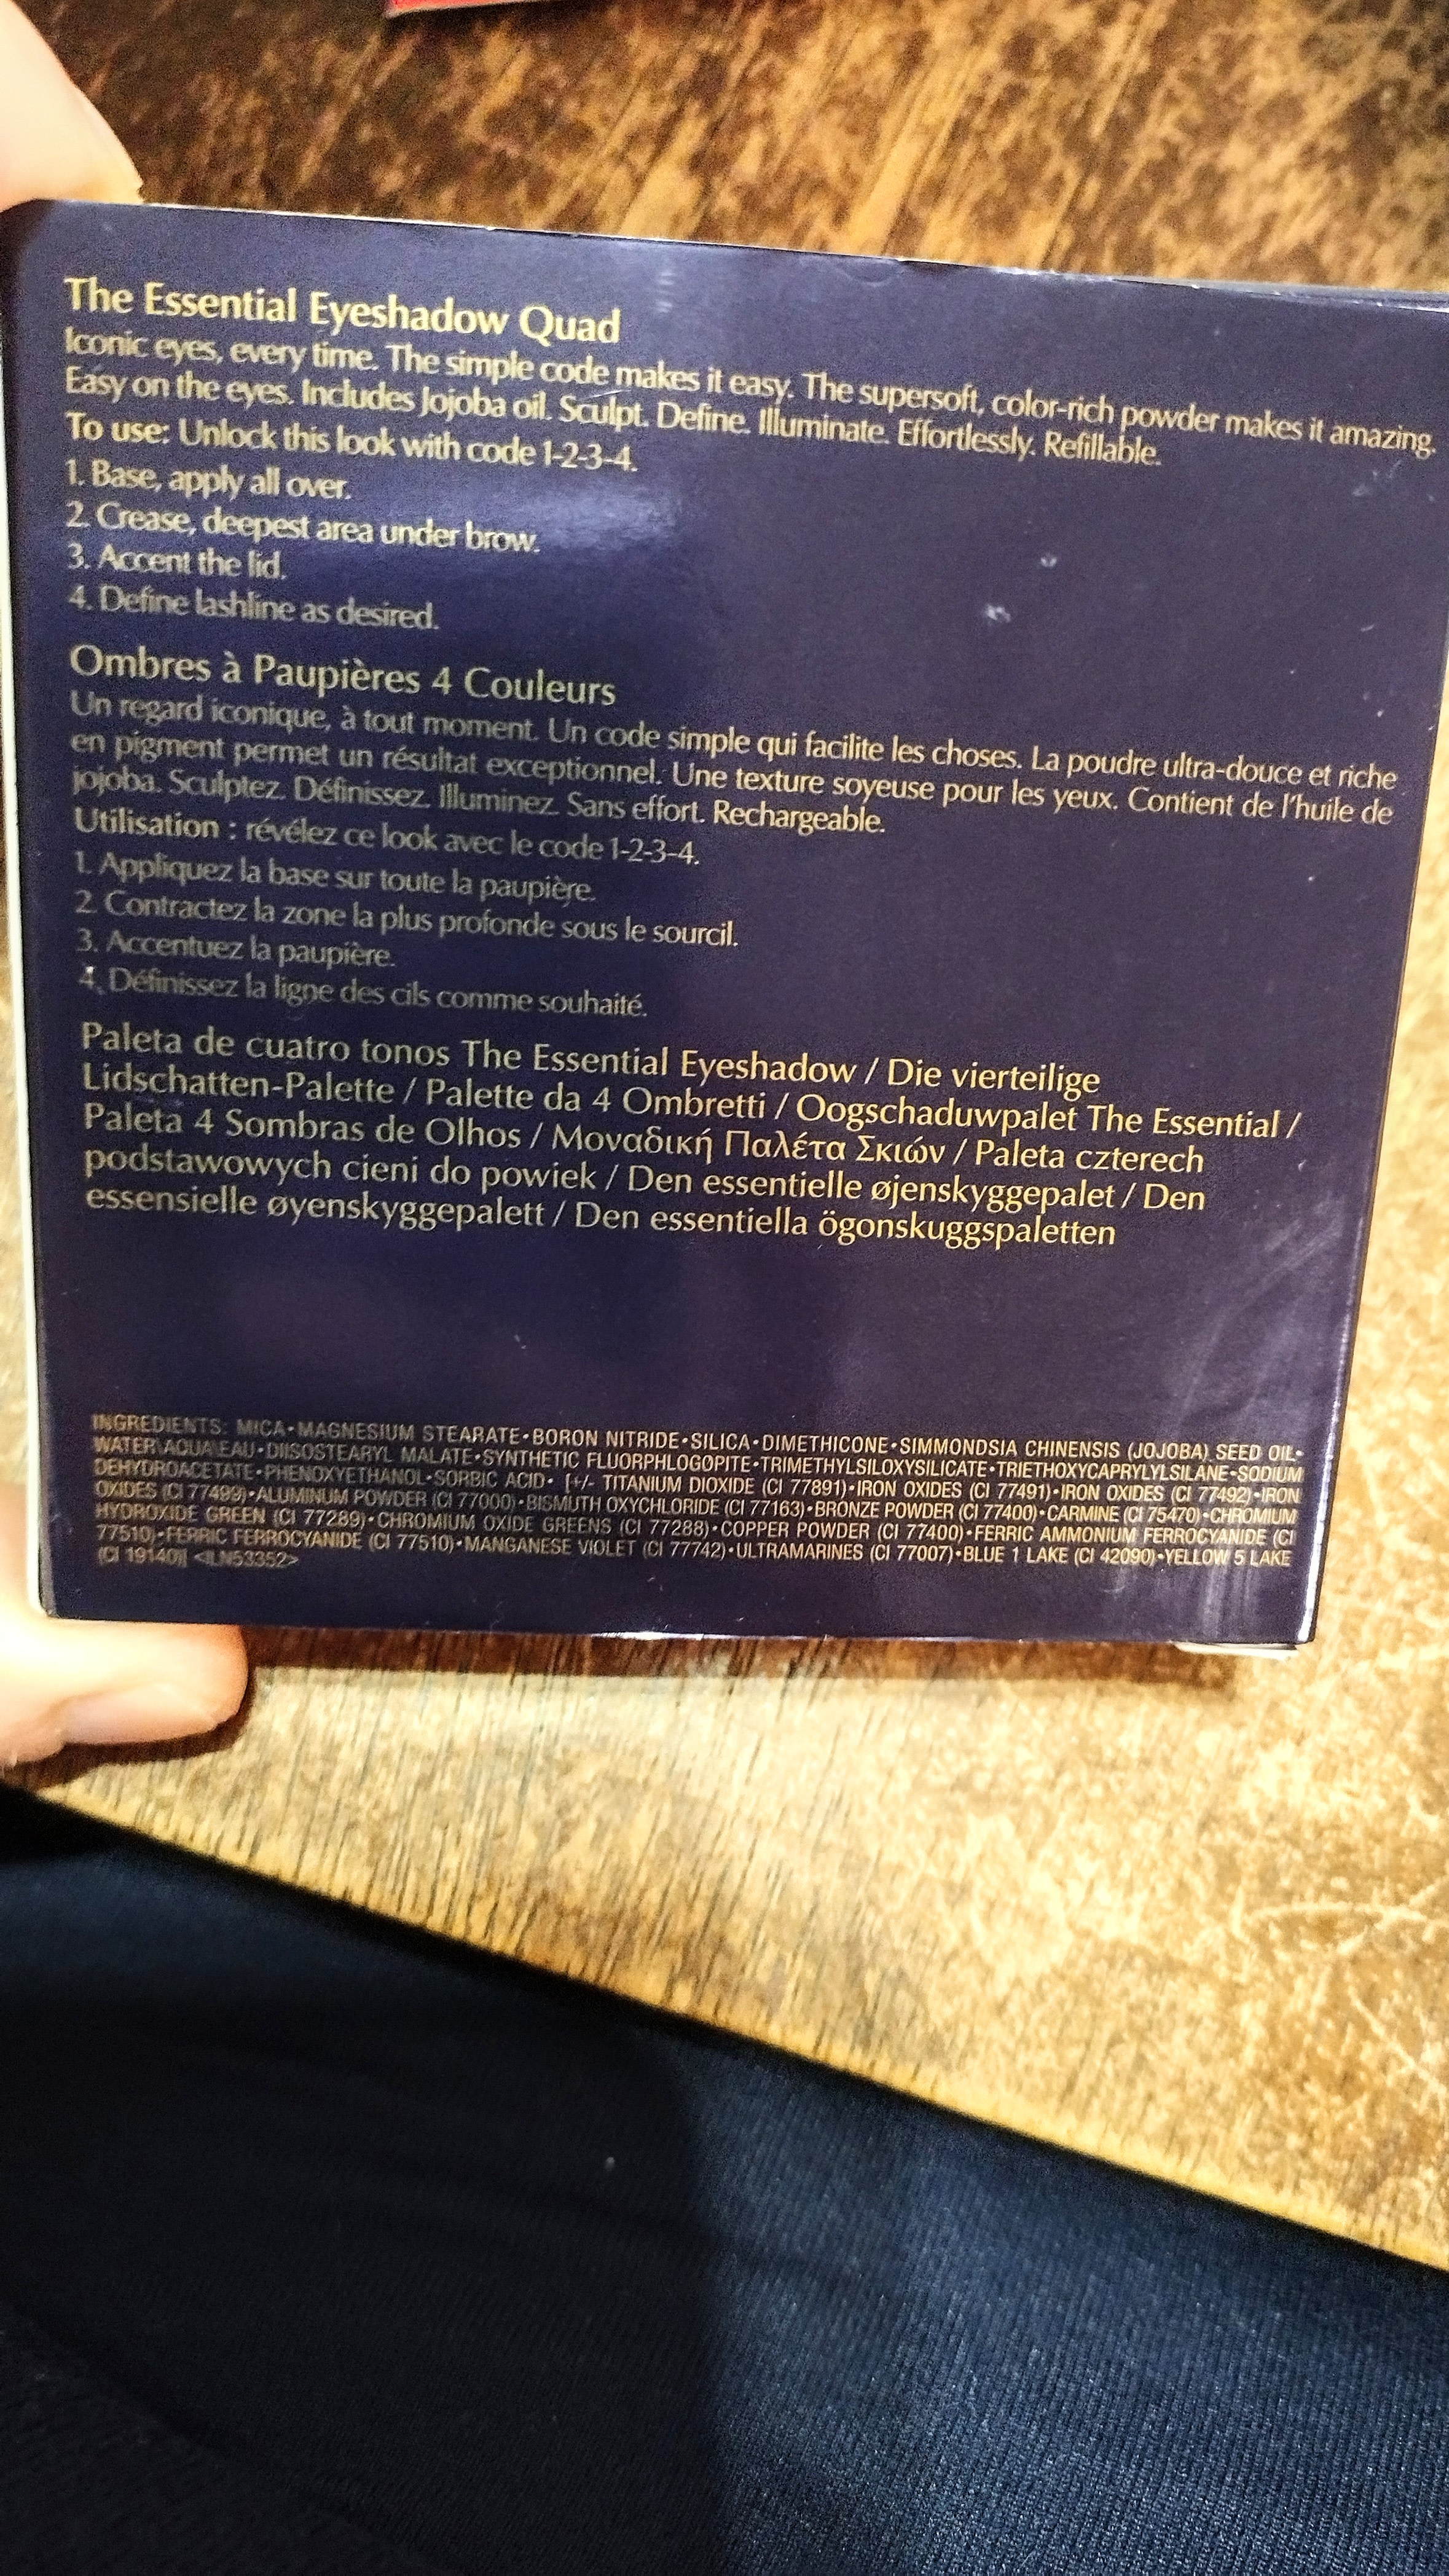 The Essential Eyeshadow Quad
Iconic eyes, every time. The simple code makes it easy. The supersoft, color-rich powder makes it amazing.
Easy on the eyes. Includes Jojoba oil. Sculpt. Define. Illuminate. Effortlessly. Refillable.
To use: Unlock this look with code 1-2-3-4.
1. Base, apply all over.
2. Crease, deepest area under brow.
3. Accent the lid.
4. Define lashline as desired.
Ombres à Paupières 4 Couleurs
Un regard iconique, à tout moment. Un code simple qui facilite les choses. La poudre ultra-douce et riche
en pigment permet un résultat exceptionnel. Une texture soyeuse pour les yeux. Contient de l'huile de
jojoba. Sculptez. Définissez. Illuminez. Sans effort. Rechargeable.
Utilisation : révélez ce look avec le code 1-2-3-4.
1. Appliquez la base sur toute la paupière.
2. Contractez la zone la plus profonde sous le sourcil.
3. Accentuez la paupière.
4. Définissez la ligne des cils comme souhaité.
Paleta de cuatro tonos The Essential Eyeshadow / Die vierteilige
Lidschatten-Palette / Palette da 4 Ombretti / Oogschaduwpalet The Essential /
Paleta 4 Sombras de Olhos / Μοναδική Παλέτα Σκιών / Paleta czterech
podstawowych cieni do powiek / Den essentielle øjenskyggepalet / Den
essensielle øyenskyggepalett / Den essentiella ögonskuggspaletten
INGREDIENTS: MICA•MAGNESIUM STEARATE•BORON NITRIDE•SILICA•DIMETHICONE•SIMMONDSIA CHINENSIS (JOJOBA) SEED OIL•
WATER\AQUA\EAU•DIISOSTEARYL MALATE•SYNTHETIC FLUORPHLOGOPITE•TRIMETHYLSILOXYSILICATE•TRIETHOXYCAPRYLYLSILANE•SODIUM
DEHYDROACETATE•PHENOXYETHANOL•SORBIC ACID• [+/- TITANIUM DIOXIDE (CI 77891)•IRON OXIDES (CI 77491)•IRON OXIDES (CI 77492)•IRON
OXIDES (CI 77499)•ALUMINUM POWDER (CI 77000)•BISMUTH OXYCHLORIDE (CI 77163)•BRONZE POWDER (CI 77400)•CARMINE (CI 75470)•CHROMIUM
HYDROXIDE GREEN (CI 77289)•CHROMIUM OXIDE GREENS (CI 77288)•COPPER POWDER (CI 77400)•FERRIC AMMONIUM FERROCYANIDE (CI
77510)•FERRIC FERROCYANIDE (CI 77510)•MANGANESE VIOLET (CI 77742)•ULTRAMARINES (CI 77007)•BLUE 1 LAKE (CI 42090)•YELLOW 5 LAKE
(CI 19140)] <ILN53352>